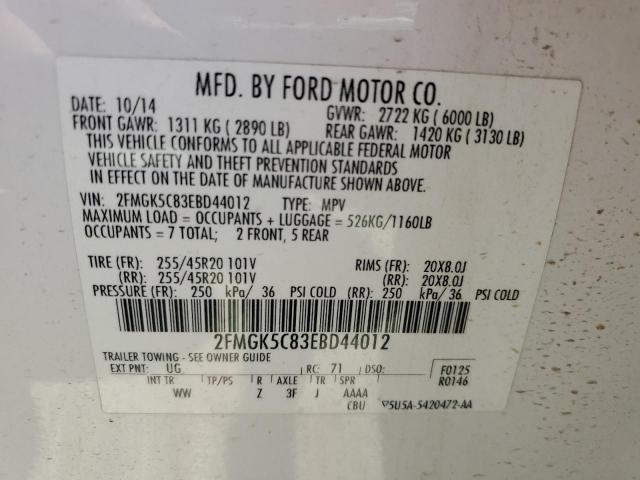 MFD. BY FORD MOTOR CO.
DATE: 10/14 GVWR: 2722 KG ( 6000 LB)
FRONT GAWR: 1311 KG ( 2890 LB) REAR GAWR: 1420 KG ( 3130 LB)
THIS VEHICLE CONFORMS TO ALL APPLICABLE FEDERAL MOTOR
VEHICLE SAFETY AND THEFT PREVENTION STANDARDS
IN EFFECT ON THE DATE OF MANUFACTURE SHOWN ABOVE.
VIN: 2FMGK5C83EBD44012 TYPE: MPV
MAXIMUM LOAD = OCCUPANTS + LUGGAGE = 526KG/1160LB
OCCUPANTS = 7 TOTAL; 2 FRONT, 5 REAR
TIRE (FR): 255/45R20 101V RIMS (FR): 20X8.0J
(RR): 255/45R20 101V (RR): 20X8.0J
PRESSURE (FR): 250 kPa/ 36 PSI COLD (RR): 250 kPa/ 36 PSI COLD
2FMGK5C83EBD44012
TRAILER TOWING - SEE OWNER GUIDE
EXT PNT: UG RC: 71 DSO: F0125
INT TR TP/PS R AXLE TR SPR R0146
WW Z 3F J AAAA
CBU 5U5A-5420472-AA